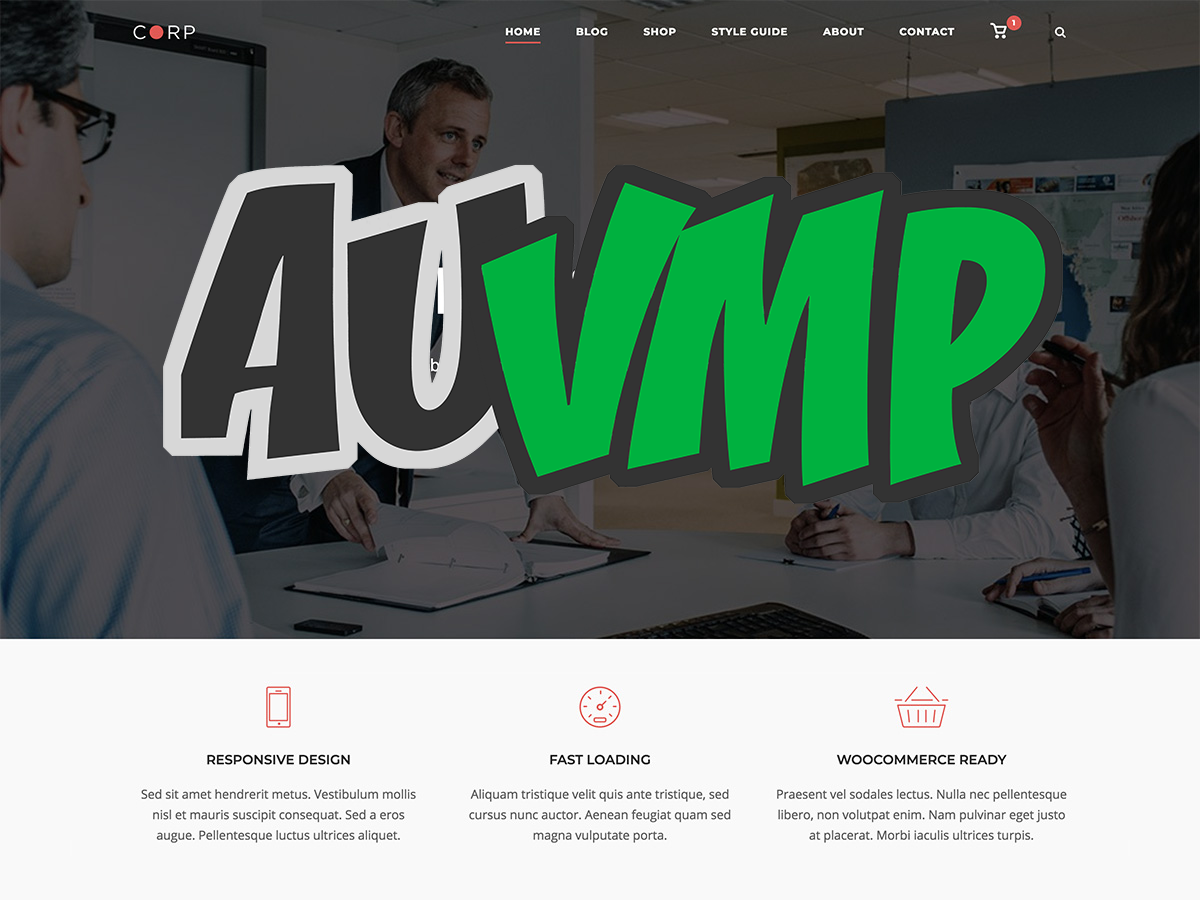 CORP
HOME BLOG SHOP STYLE GUIDE ABOUT CONTACT 1
AUVMP
RESPONSIVE DESIGN
Sed sit amet hendrerit metus. Vestibulum mollis
nisl et mauris suscipit consequat. Sed a eros
augue. Pellentesque luctus ultrices aliquet.
FAST LOADING
Aliquam tristique velit quis ante tristique, sed
cursus nunc auctor. Aenean feugiat quam sed
magna vulputate porta.
WOOCOMMERCE READY
Praesent vel sodales lectus. Nulla nec pellentesque
libero, non volutpat enim. Nam pulvinar eget justo
at placerat. Morbi iaculis ultrices turpis.